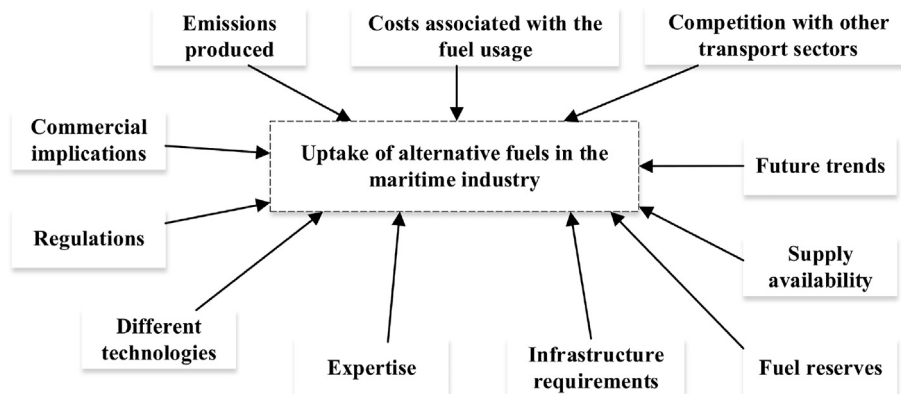 Emissions
produced
Costs associated with the
fuel usage
Competition with other
transport sectors
Commercial
implications
Uptake of alternative fuels in the
maritime industry
Future trends
Regulations
Supply
availability
Different
technologies
Expertise
Infrastructure
requirements
Fuel reserves